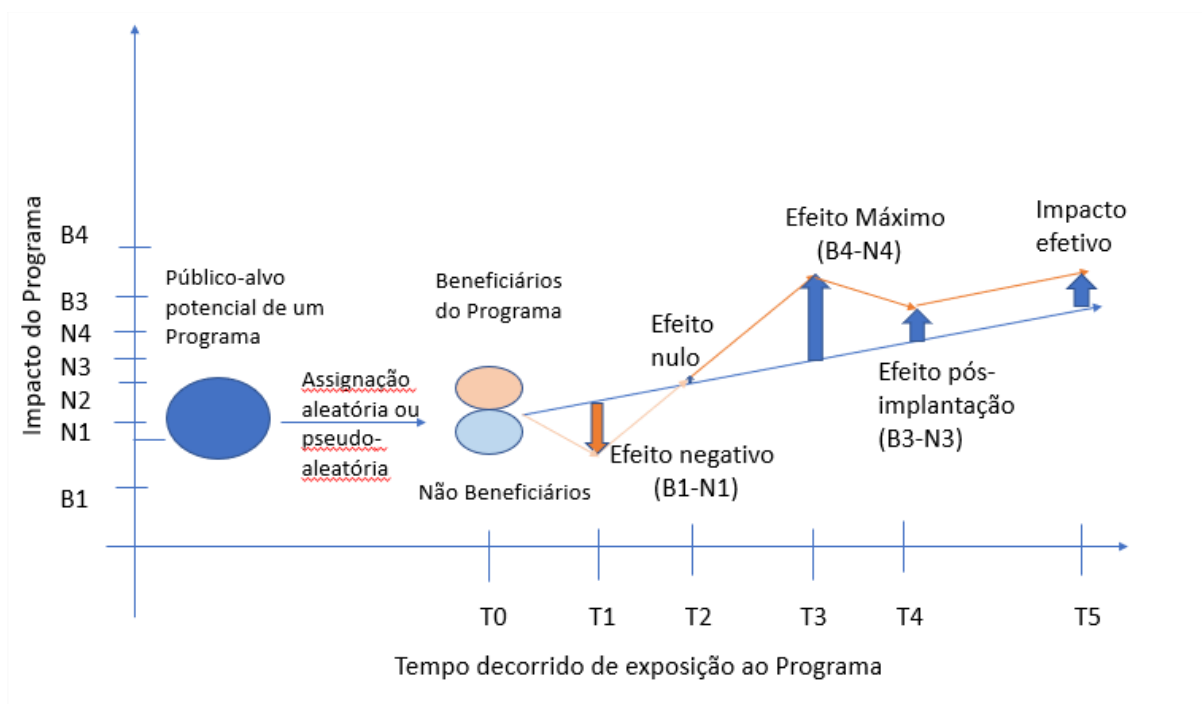 Impacto do Programa
B4
B3
N4
N3
N2
N1
B1
Público-alvo
potencial de um
Programa
Assignação
aleatória ou
pseudo-
aleatória
Beneficiários
do Programa
Não Beneficiários
Efeito negativo
(B1-N1)
Efeito
nulo
Efeito Máximo
(B4-N4)
Efeito pós-
implantação
(B3-N3)
Impacto
efetivo
T0
T1
T2
T3
T4
T5
Tempo decorrido de exposição ao Programa